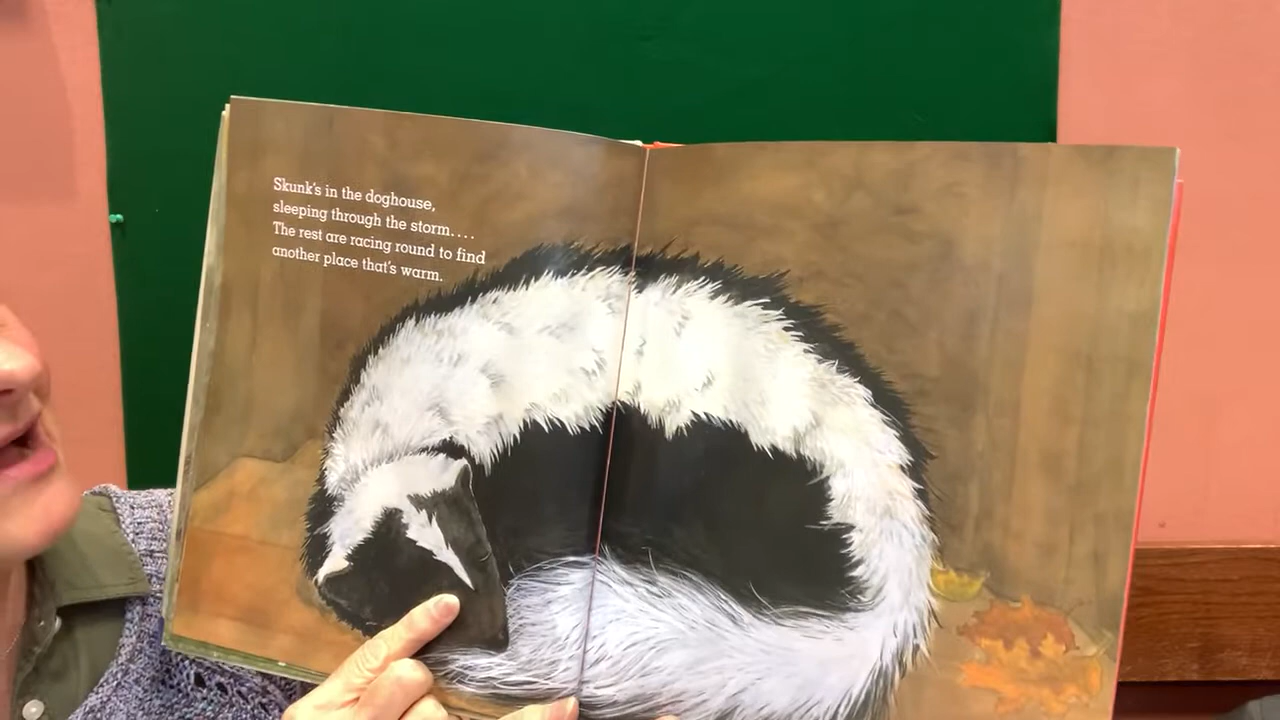 Skunk's in the doghouse,
sleeping through the storm....
The rest are racing round to find
another place that's warm.